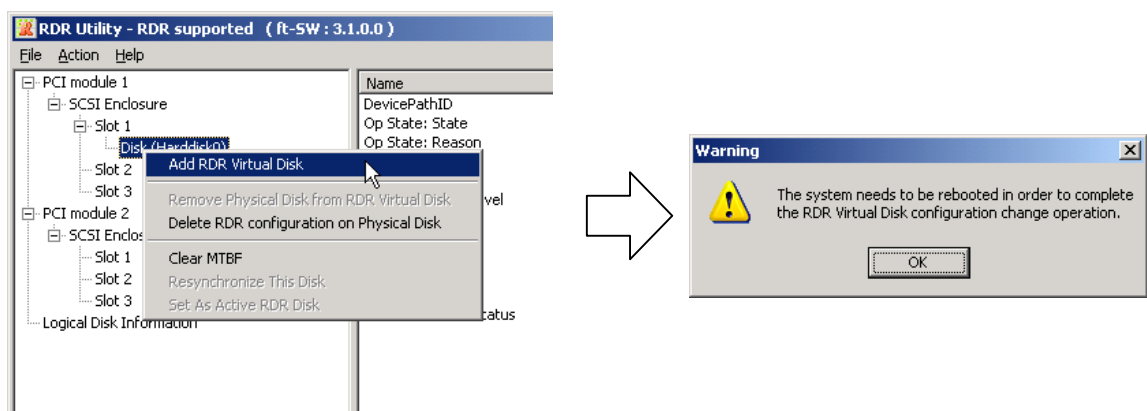 RDR Utility - RDR supported ( ft-SW : 3.1.0.0 )
File Action Help
PCI module 1
SCSI Enclosure
Slot 1
Disk (Harddisk0)
Slot 2
Slot 3
PCI module 2
SCSI Enclos
Slot 1
Slot 2
Slot 3
Logical Disk Information
Name
DevicePathID
Op State: State
Op State: Reason
vel
tatus
Add RDR Virtual Disk
Remove Physical Disk from RDR Virtual Disk
Delete RDR configuration on Physical Disk
Clear MTBF
Resynchronize This Disk
Set As Active RDR Disk
Warning
The system needs to be rebooted in order to complete
the RDR Virtual Disk configuration change operation.
OK